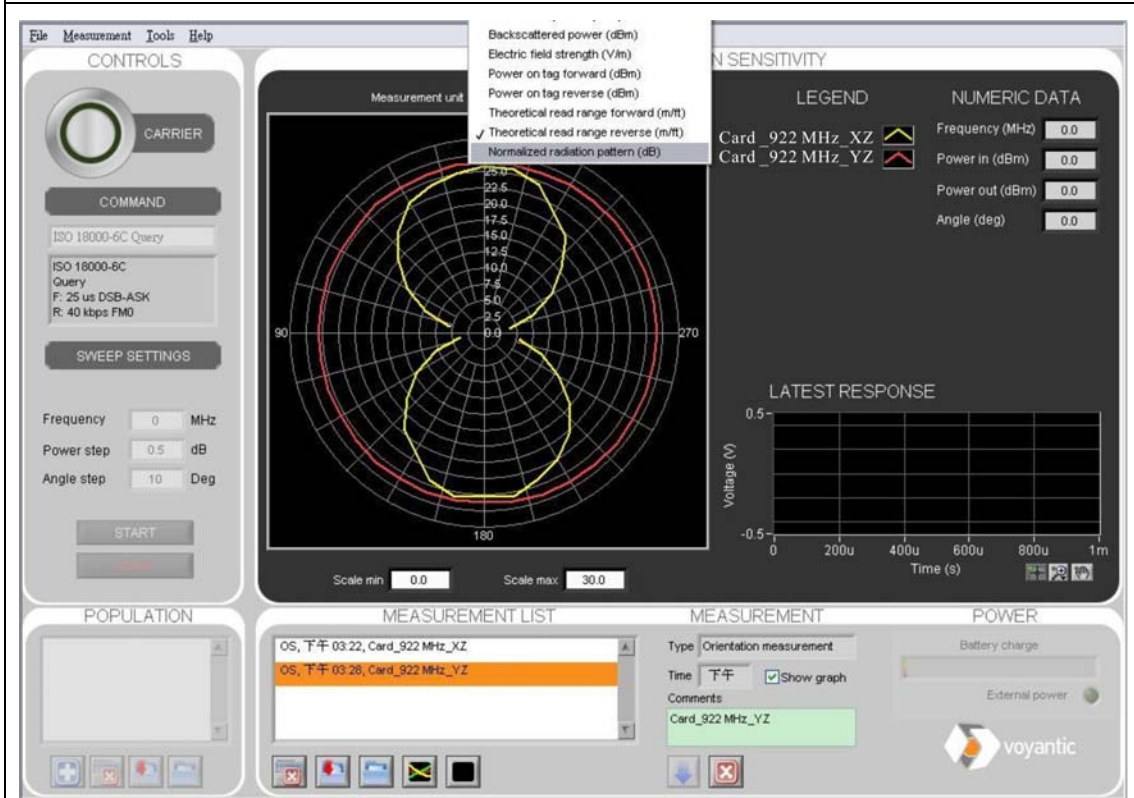 File Measurement Tools Help
CONTROLS
CARRIER
COMMAND
ISO 18000-6C Query
ISO 18000-6C
Query
F: 25 us DSB-ASK
R: 40 kbps FM0
SWEEP SETTINGS
Frequency 0 MHz
Power step 0.5 dB
Angle step 10 Deg
START
N SENSITIVITY
Measurement unit
Backscattered power (dBm)
Electric field strength (V/m)
Power on tag forward (dBm)
Power on tag reverse (dBm)
Theoretical read range forward (m/ft)
✓ Theoretical read range reverse (m/ft)
Normalized radiation pattern (dB)
25.0
22.5
20.0
17.5
15.0
12.5
10.0
7.5
5.0
2.5
0.0
90
270
180
Scale min 0.0
Scale max 30.0
LEGEND
Card _922 MHz_XZ
Card _922 MHz_YZ
NUMERIC DATA
Frequency (MHz) 0.0
Power in (dBm) 0.0
Power out (dBm) 0.0
Angle (deg) 0.0
LATEST RESPONSE
Voltage (V)
0.5
-0.5
0 200u 400u 600u 800u 1m
Time (s)
POPULATION
MEASUREMENT LIST
OS, 下午 03:22, Card_922 MHz_XZ
OS, 下午 03:28, Card_922 MHz_YZ
MEASUREMENT
Type Orientation measurement
Time 下午 Show graph
Comments
Card_922 MHz_YZ
POWER
Battery charge
External power
voyantic